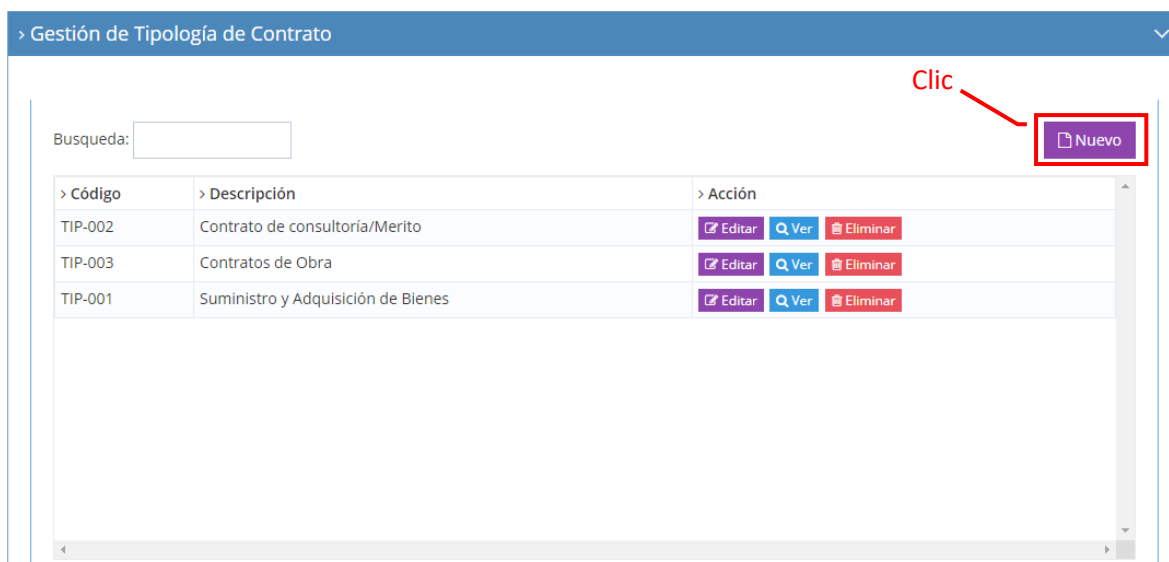 › Gestión de Tipología de Contrato
Clic
Busqueda: Nuevo
› Código › Descripción › Acción
TIP-002 Contrato de consultoría/Merito Editar Ver Eliminar
TIP-003 Contratos de Obra Editar Ver Eliminar
TIP-001 Suministro y Adquisición de Bienes Editar Ver Eliminar